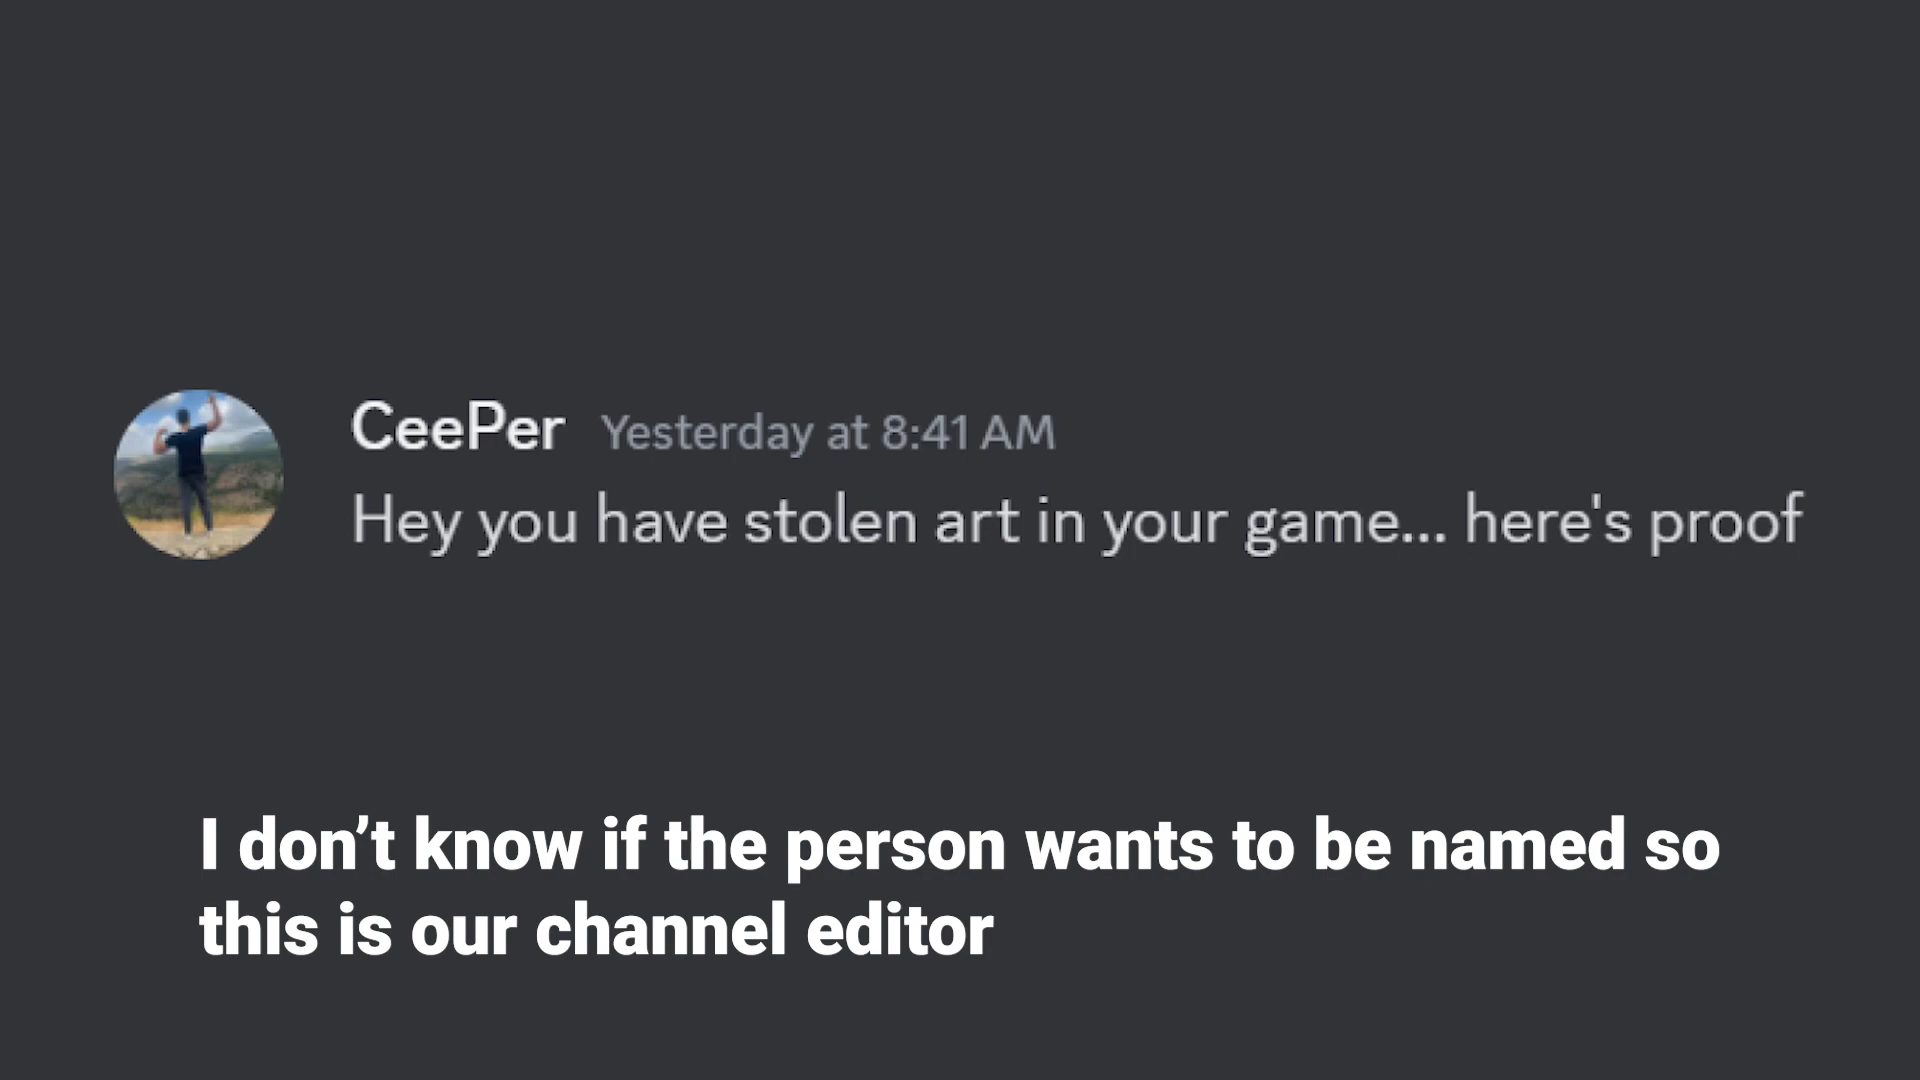 CeePer Yesterday at 8:41 AM
Hey you have stolen art in your game... here's proof
I don’t know if the person wants to be named so
this is our channel editor